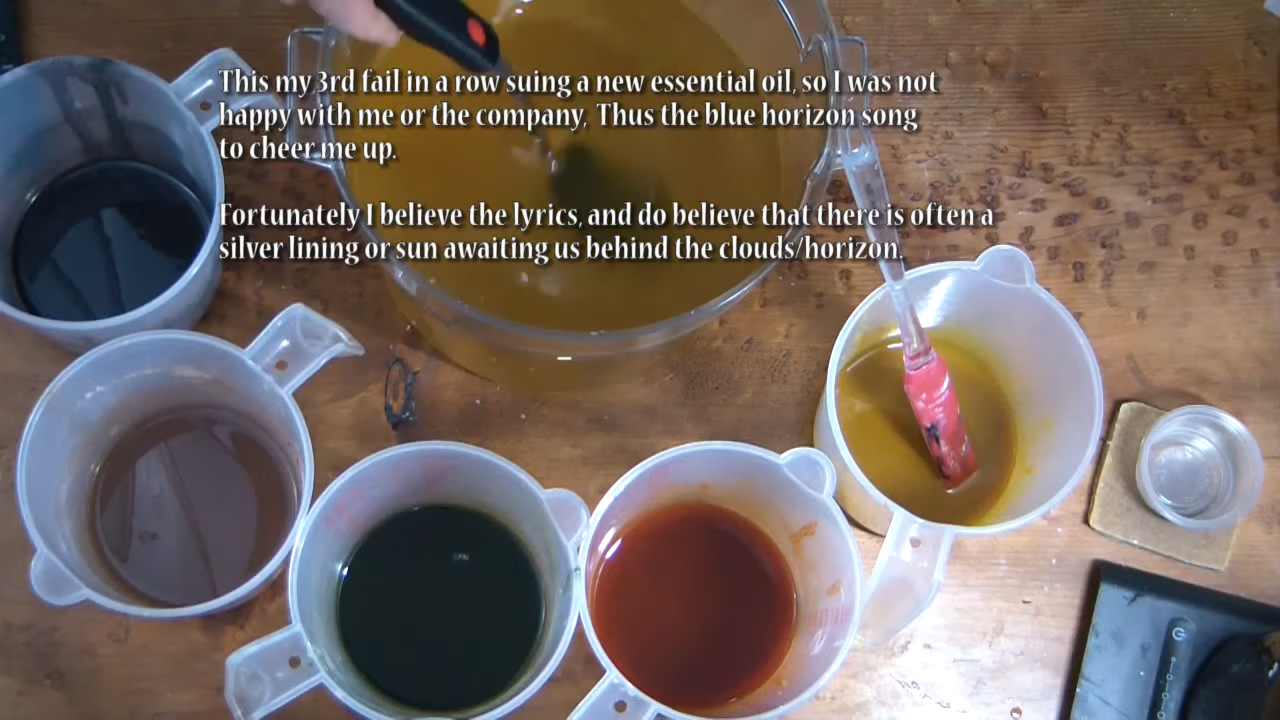 This my 3rd fail in a row suing a new essential oil, so I was not
happy with me or the company,  Thus the blue horizon song
to cheer me up.
Fortunately I believe the lyrics, and do believe that there is often a
silver lining or sun awaiting us behind the clouds/horizon.